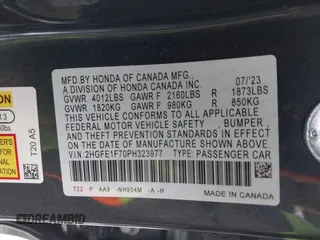 MFD.BY HONDA OF CANADA MFG.,
A DIVISION OF HONDA CANADA INC. 07/'23
GVWR 4012LBS GAWR F 2160LBS R 1873LBS
GVWR 1820KG GAWR F 980KG R 850KG
THIS VEHICLE CONFORMS TO ALL APPLICABLE
FEDERAL MOTOR VEHICLE SAFETY, BUMPER
AND THEFT PREVENTION STANDARDS IN EFFECT
ON THE DATE OF MANUFACTURE SHOWN ABOVE.
V.I.N:2HGFE1F70PH323977 TYPE:PASSENGER CAR
T22 P AA9 -NH904M -A -H
MADE IN CANADA
T20 A5
DREAMBID